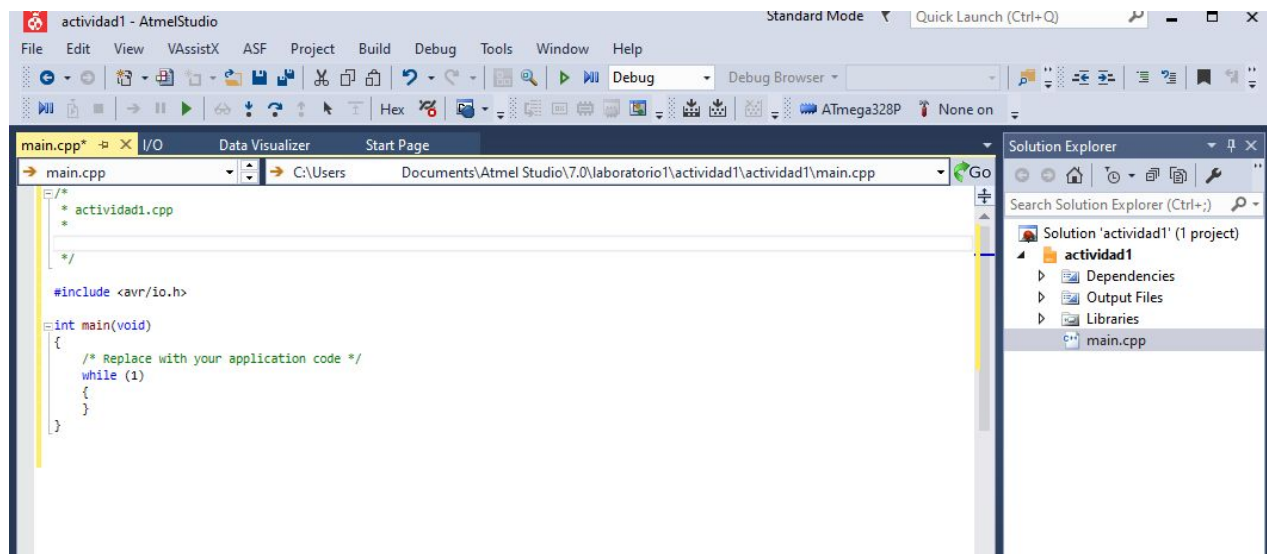 actividad1 - AtmelStudio
Standard Mode
Quick Launch (Ctrl+Q)
File Edit View VAssistX ASF Project Build Debug Tools Window Help
Debug
Debug Browser
Hex
ATmega328P
None on
main.cpp* I/O Data Visualizer Start Page
main.cpp
C:\Users Documents\Atmel Studio\7.0\laboratorio1\actividad1\actividad1\main.cpp
Go
/*
* actividad1.cpp
*
*/
#include <avr/io.h>
int main(void)
{
/* Replace with your application code */
while (1)
{
}
}
Solution Explorer
Search Solution Explorer (Ctrl+;)
Solution 'actividad1' (1 project)
actividad1
Dependencies
Output Files
Libraries
main.cpp